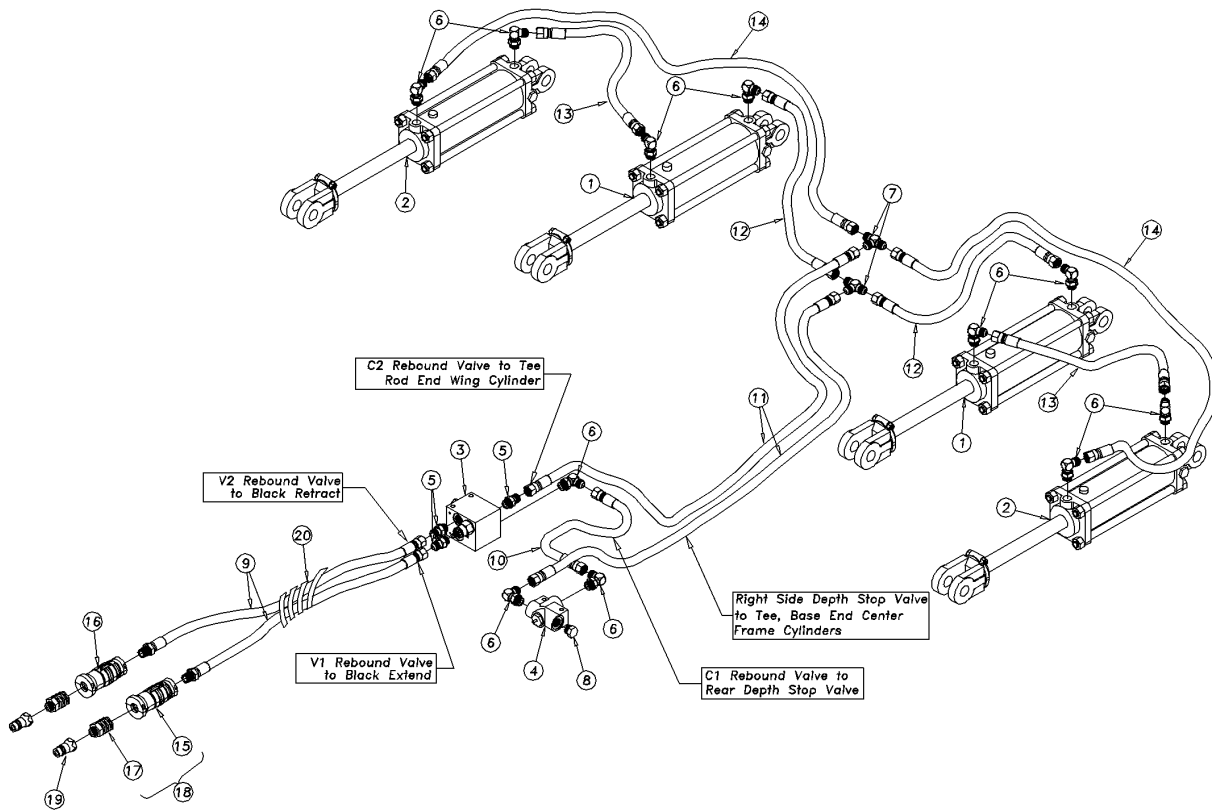 6
14
13
6
2
1
12
7
14
6
12
C2 Rebound Valve to Tee
Rod End Wing Cylinder
11
13
6
1
3
5
6
V2 Rebound Valve
to Black Retract
5
20
2
9
10
Right Side Depth Stop Valve
to Tee, Base End Center
Frame Cylinders
16
6
6
V1 Rebound Valve
to Black Extend
4
8
C1 Rebound Valve to
Rear Depth Stop Valve
15
17
19
18